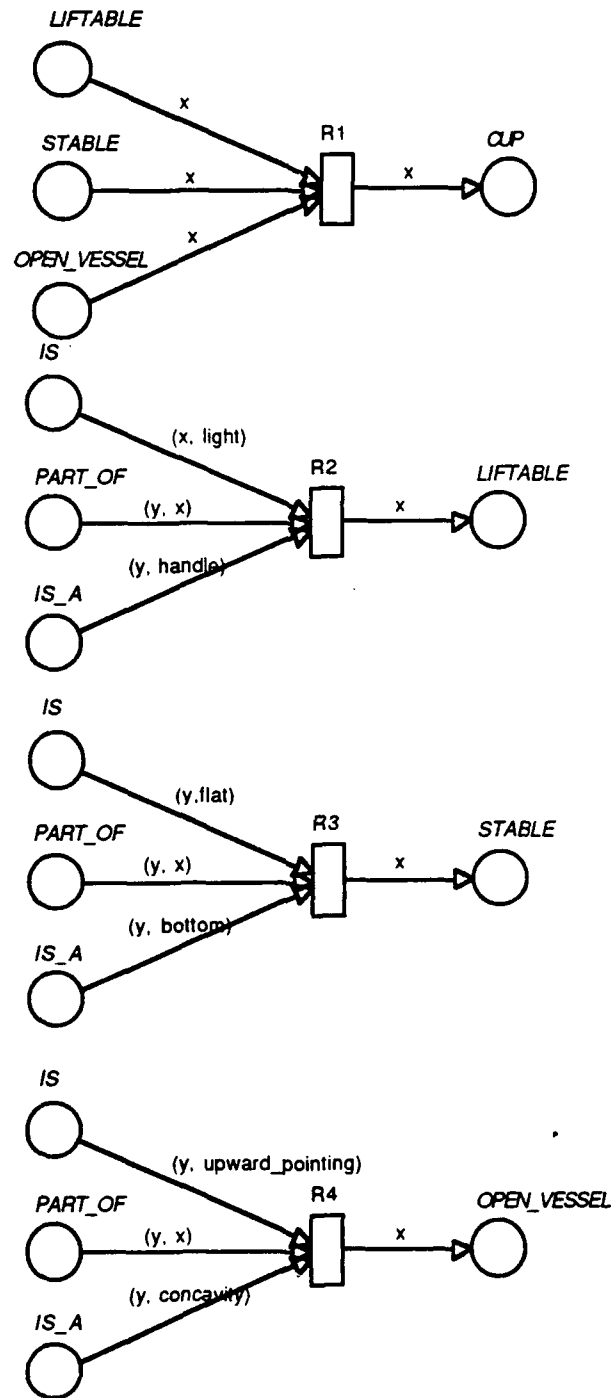 LIFTABLE
x
R1
STABLE
x
CUP
x
x
OPEN_VESSEL
IS
(x, light)
R2
PART_OF
(y, x)
LIFTABLE
x
(y, handle)
IS_A
IS
(y,flat)
R3
PART_OF
(y, x)
STABLE
x
(y, bottom)
IS_A
IS
(y, upward_pointing)
R4
PART_OF
(y, x)
OPEN_VESSEL
x
(y, concavity)
IS_A